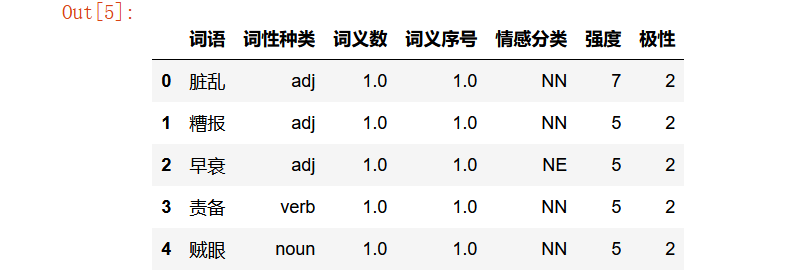 Out[5]:
词语 词性种类 词义数 词义序号 情感分类 强度 极性
0 脏乱 adj 1.0 1.0 NN 7 2
1 糟报 adj 1.0 1.0 NN 5 2
2 早衰 adj 1.0 1.0 NE 5 2
3 责备 verb 1.0 1.0 NN 5 2
4 贼眼 noun 1.0 1.0 NN 5 2